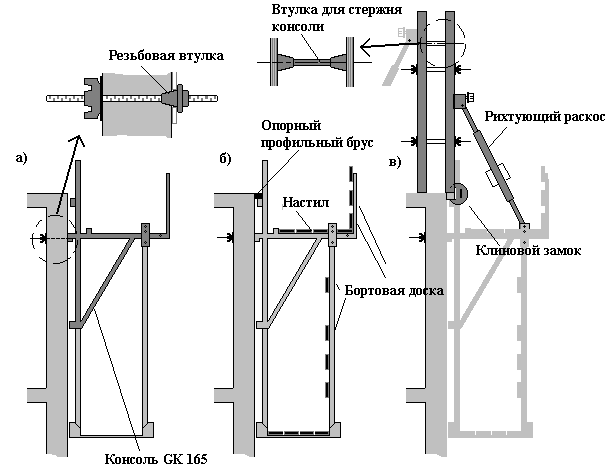 Втулка для стержня
консоли
Резьбовая втулка
Рихтующий раскос
Опорный
профильный брус
а)
б)
в)
Настил
Клиновой замок
Бортовая доска
Консоль GK 165